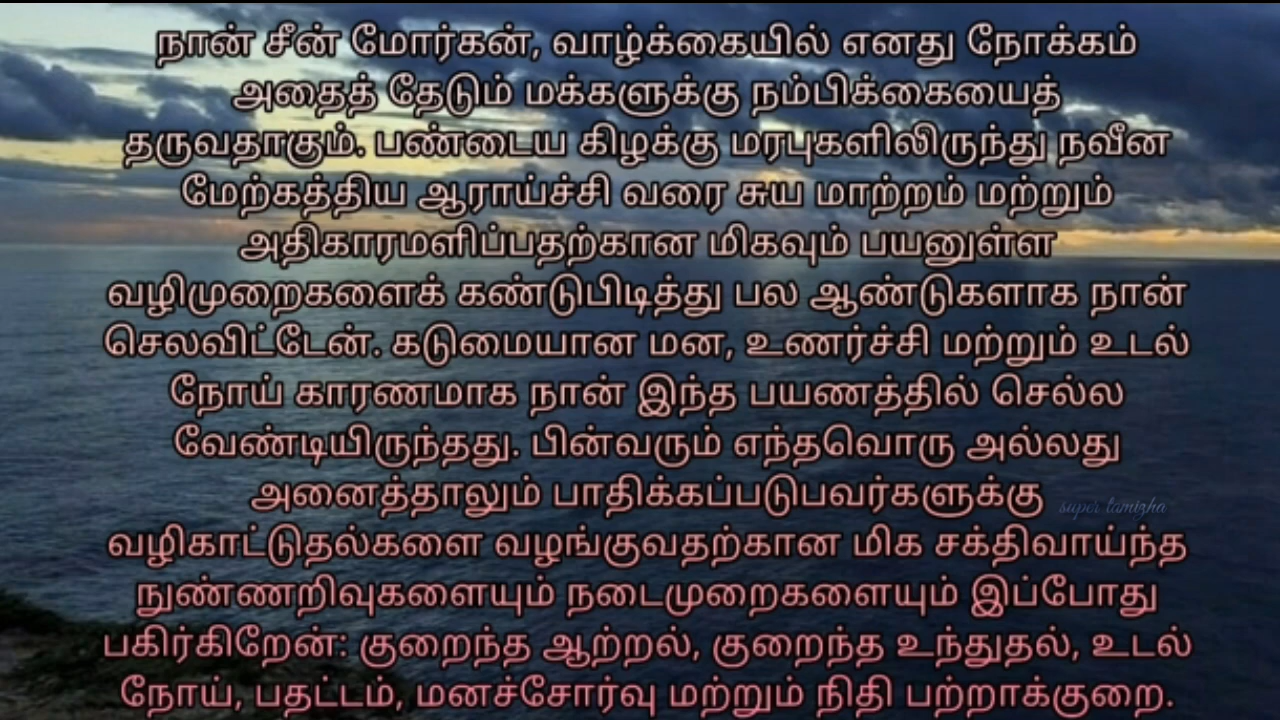 நான் சீன் மோர்கன், வாழ்க்கையில் எனது நோக்கம்
அதைத் தேடும் மக்களுக்கு நம்பிக்கையைத்
தருவதாகும். பண்டைய கிழக்கு மரபுகளிலிருந்து நவீன
மேற்கத்திய ஆராய்ச்சி வரை சுய மாற்றம் மற்றும்
அதிகாரமளிப்பதற்கான மிகவும் பயனுள்ள
வழிமுறைகளைக் கண்டுபிடித்து பல ஆண்டுகளாக நான்
செலவிட்டேன். கடுமையான மன, உணர்ச்சி மற்றும் உடல்
நோய் காரணமாக நான் இந்த பயணத்தில் செல்ல
வேண்டியிருந்தது. பின்வரும் எந்தவொரு அல்லது
அனைத்தாலும் பாதிக்கப்படுபவர்களுக்கு
super tamizha
வழிகாட்டுதல்களை வழங்குவதற்கான மிக சக்திவாய்ந்த
நுண்ணறிவுகளையும் நடைமுறைகளையும் இப்போது
பகிர்கிறேன்: குறைந்த ஆற்றல், குறைந்த உந்துதல், உடல்
நோய், பதட்டம், மனச்சோர்வு மற்றும் நிதி பற்றாக்குறை.